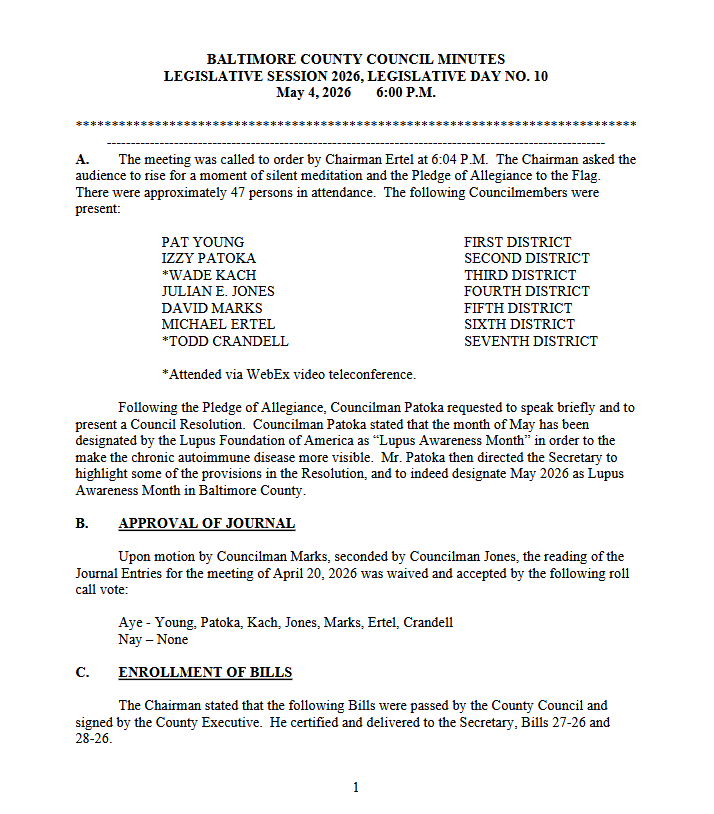 BALTIMORE COUNTY COUNCIL MINUTES
LEGISLATIVE SESSION 2026, LEGISLATIVE DAY NO. 10
May 4, 2026 6:00 P.M.
******************************************************************************
-----------------------------------------------------------------------------------------------------------
A. The meeting was called to order by Chairman Ertel at 6:04 P.M. The Chairman asked the
audience to rise for a moment of silent meditation and the Pledge of Allegiance to the Flag.
There were approximately 47 persons in attendance. The following Councilmembers were
present:
PAT YOUNG FIRST DISTRICT
IZZY PATOKA SECOND DISTRICT
*WADE KACH THIRD DISTRICT
JULIAN E. JONES FOURTH DISTRICT
DAVID MARKS FIFTH DISTRICT
MICHAEL ERTEL SIXTH DISTRICT
*TODD CRANDELL SEVENTH DISTRICT
*Attended via WebEx video teleconference.
Following the Pledge of Allegiance, Councilman Patoka requested to speak briefly and to
present a Council Resolution. Councilman Patoka stated that the month of May has been
designated by the Lupus Foundation of America as “Lupus Awareness Month” in order to the
make the chronic autoimmune disease more visible. Mr. Patoka then directed the Secretary to
highlight some of the provisions in the Resolution, and to indeed designate May 2026 as Lupus
Awareness Month in Baltimore County.
B. APPROVAL OF JOURNAL
Upon motion by Councilman Marks, seconded by Councilman Jones, the reading of the
Journal Entries for the meeting of April 20, 2026 was waived and accepted by the following roll
call vote:
Aye - Young, Patoka, Kach, Jones, Marks, Ertel, Crandell
Nay – None
C. ENROLLMENT OF BILLS
The Chairman stated that the following Bills were passed by the County Council and
signed by the County Executive. He certified and delivered to the Secretary, Bills 27-26 and
28-26.
1